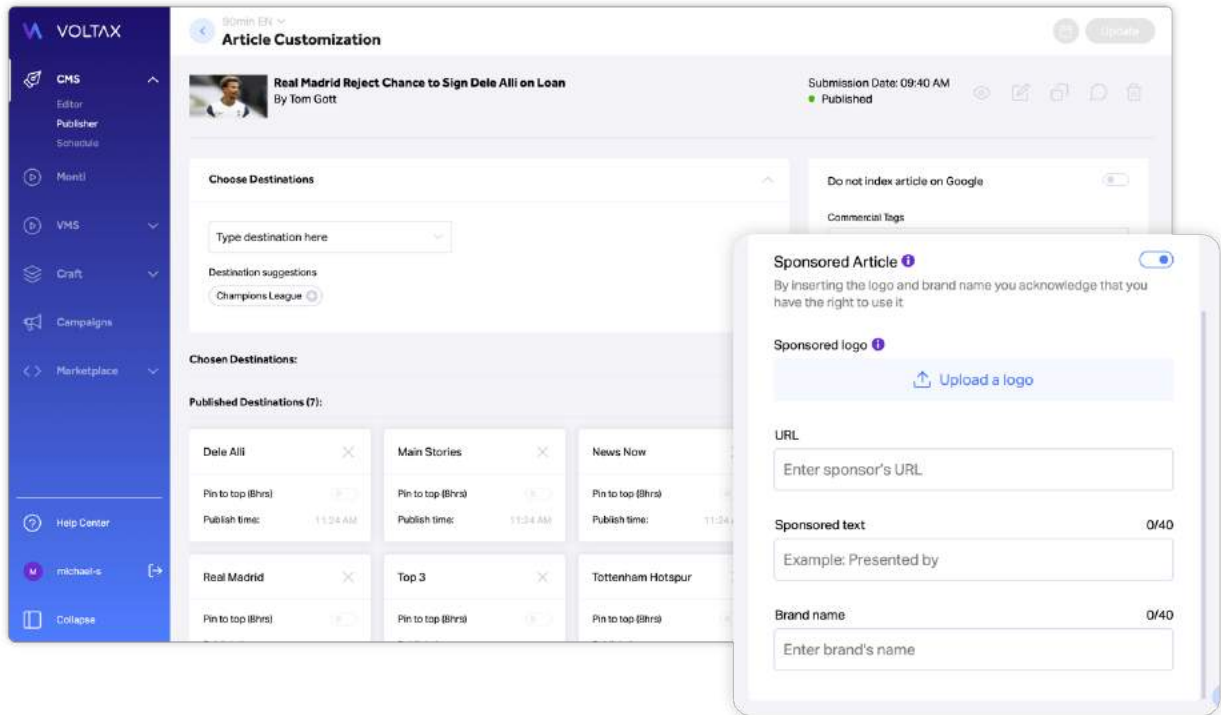 VOLTAX
CMS
Editor
Publisher
Schedule
Monti
VMS
Craft
Campaigns
Marketplace
Help Center
M
michael-s
Collapse
90min EN
Article Customization
Update
Real Madrid Reject Chance to Sign Dele Alli on Loan
By Tom Gott
Submission Date: 09:40 AM
Published
Choose Destinations
Type destination here
Destination suggestions
Champions League
Do not index article on Google
Commercial Tags
Chosen Destinations:
Published Destinations (7):
Dele Alli
Pin to top (8hrs)
Publish time: 11:24 AM
Main Stories
Pin to top (8hrs)
Publish time: 11:24 AM
News Now
Pin to top (8hrs)
Publish time: 11:24
Real Madrid
Pin to top (8hrs)
Top 3
Pin to top (8hrs)
Tottenham Hotspur
Pin to top (8hrs)
Sponsored Article
By inserting the logo and brand name you acknowledge that you
have the right to use it
Sponsored logo
Upload a logo
URL
Enter sponsor's URL
Sponsored text 0/40
Example: Presented by
Brand name 0/40
Enter brand's name